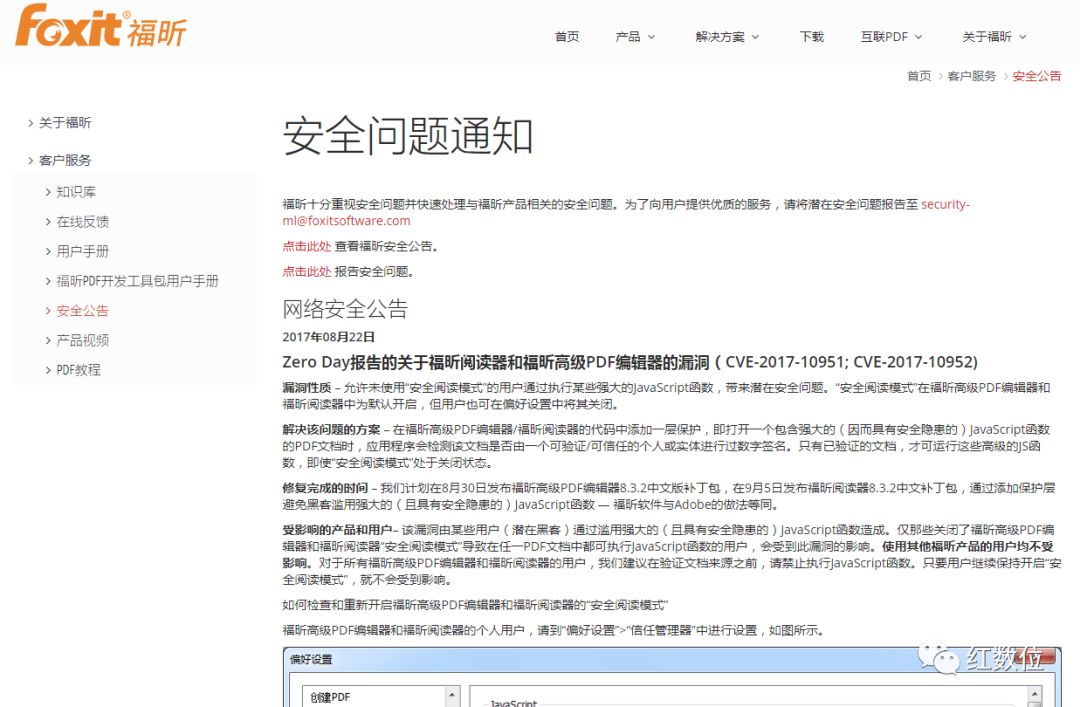 foxit®福昕
首页 产品 解决方案 下载 互联PDF 关于福昕
首页 > 客户服务 > 安全公告
> 关于福昕
> 客户服务
> 知识库
> 在线反馈
> 用户手册
> 福昕PDF开发工具包用户手册
> 安全公告
> 产品视频
> PDF教程
安全问题通知
福昕十分重视安全问题并快速处理与福昕产品相关的安全问题。为了向用户提供优质的服务，请将潜在安全问题报告至 security-
ml@foxitsoftware.com
点击此处 查看福昕安全公告。
点击此处 报告安全问题。
网络安全公告
2017年08月22日
Zero Day报告的关于福昕阅读器和福昕高级PDF编辑器的漏洞（ CVE-2017-10951; CVE-2017-10952)
漏洞性质 – 允许未使用“安全阅读模式”的用户通过执行某些强大的JavaScript函数，带来潜在安全问题。“安全阅读模式”在福昕高级PDF编辑器和
福昕阅读器中为默认开启，但用户也可在偏好设置中将其关闭。
解决该问题的方案 – 在福昕高级PDF编辑器/福昕阅读器的代码中添加一层保护，即打开一个包含强大的（因而具有安全隐患的）JavaScript函数
的PDF文档时，应用程序会检测该文档是否由一个可验证/可信任的个人或实体进行过数字签名。只有已验证的文档，才可运行这些高级的JS函
数，即使“安全阅读模式”处于关闭状态。
修复完成的时间 – 我们计划在8月30日发布福昕高级PDF编辑器8.3.2中文版补丁包，在9月5日发布福昕阅读器8.3.2中文补丁包，通过添加保护层
避免黑客滥用强大的（且具有安全隐患的）JavaScript函数 — 福昕软件与Adobe的做法等同。
受影响的产品和用户– 该漏洞由某些用户（潜在黑客）通过滥用强大的（且具有安全隐患的）JavaScript函数造成。仅那些关闭了福昕高级PDF编
辑器和福昕阅读器“安全阅读模式”导致在任一PDF文档中都可执行JavaScript函数的用户，会受到此漏洞的影响。使用其他福昕产品的用户均不受
影响。对于所有福昕高级PDF编辑器和福昕阅读器的用户，我们建议在验证文档来源之前，请禁止执行JavaScript函数。只要用户继续保持开启“安
全阅读模式”，就不会受到影响。
如何检查和重新开启福昕高级PDF编辑器和福昕阅读器的“安全阅读模式”
福昕高级PDF编辑器和福昕阅读器的个人用户，请到“偏好设置”>“信任管理器”中进行设置，如图所示。
偏好设置
红数位
创建PDF
JavaScript